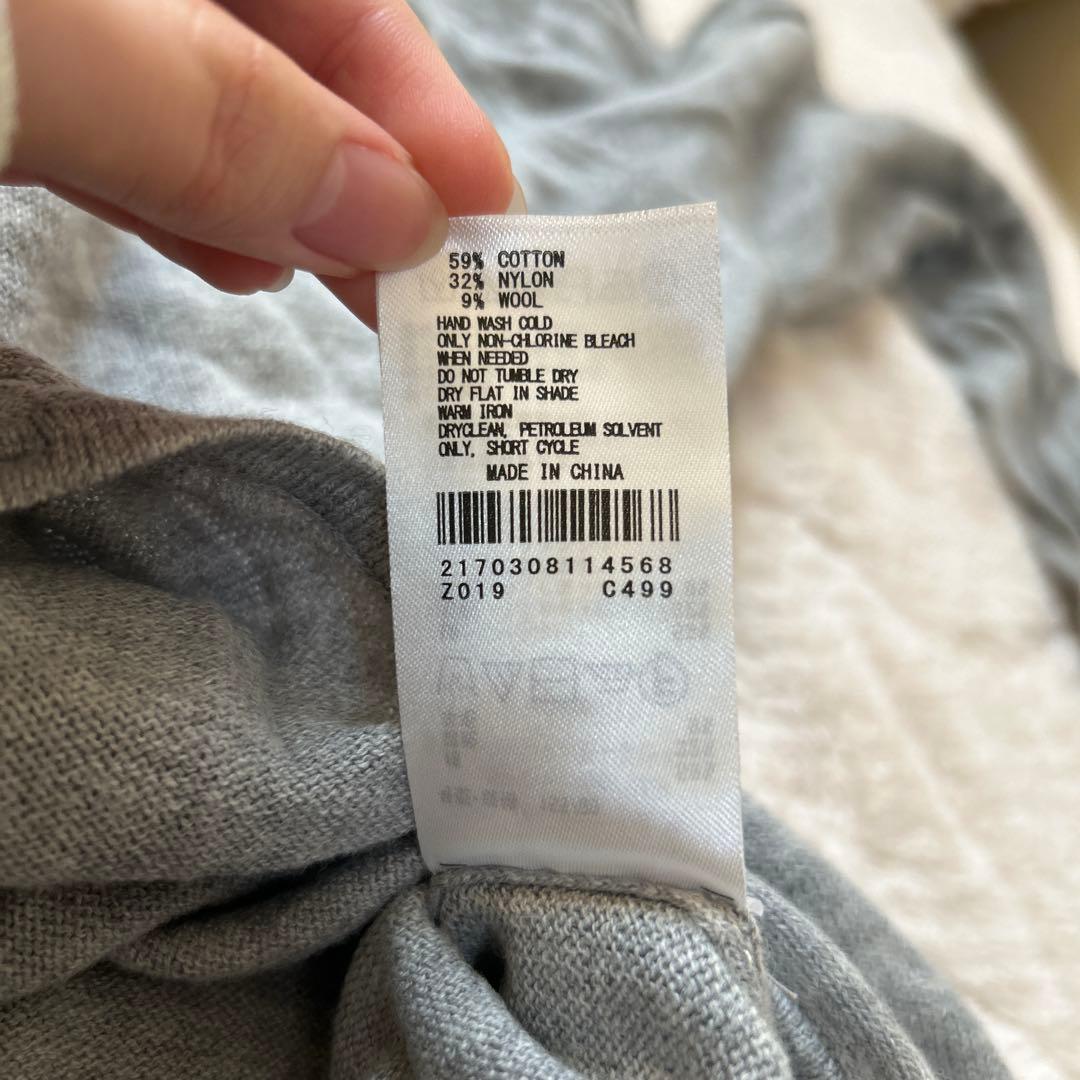 59% COTTON
32% NYLON
9% WOOL
HAND WASH COLD
ONLY NON-CHLORINE BLEACH
WHEN NEEDED
DO NOT TUMBLE DRY
DRY FLAT IN SHADE
WARM IRON
DRYCLEAN, PETROLEUM SOLVENT
ONLY, SHORT CYCLE
MADE IN CHINA
2170308114568
Z019 C499